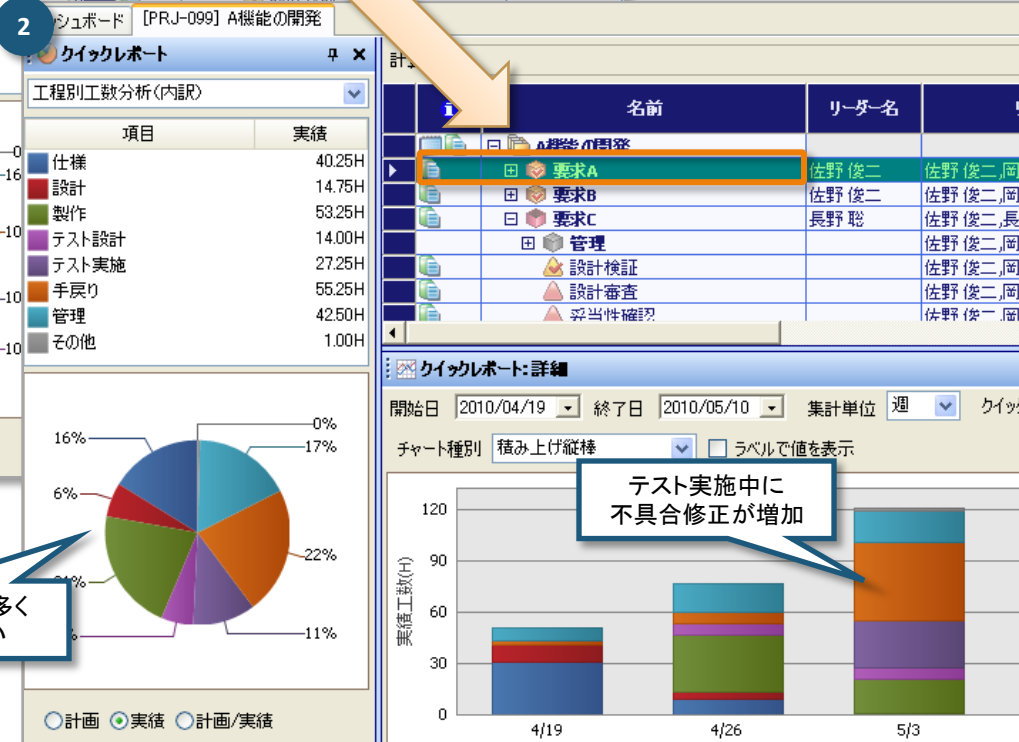 2
シュボード
[PRJ-099] A機能の開発
クイックレポート
工程別工数分析(内訳)
項目 実績
仕様 40.25H
設計 14.75H
製作 53.25H
テスト設計 14.00H
テスト実施 27.25H
手戻り 55.25H
管理 42.50H
その他 1.00H
0%
16%
17%
6%
22%
11%
多く
計画 実績 計画/実績
名前 リーダー名
A機能の開発
要求A 佐野 俊二 佐野 俊二,岡
要求B 佐野 俊二 佐野 俊二,岡
要求C 長野 聡 佐野 俊二,長
管理 佐野 俊二,岡
設計検証 佐野 俊二,岡
設計審査 佐野 俊二,岡
妥当性確認 佐野 俊二,岡
クイックレポート:詳細
開始日 2010/04/19 終了日 2010/05/10 集計単位 週 クイッ
チャート種別 積み上げ縦棒 ラベルで値を表示
テスト実施中に
不具合修正が増加
実績工数(H)
120
90
60
30
0
4/19 4/26 5/3